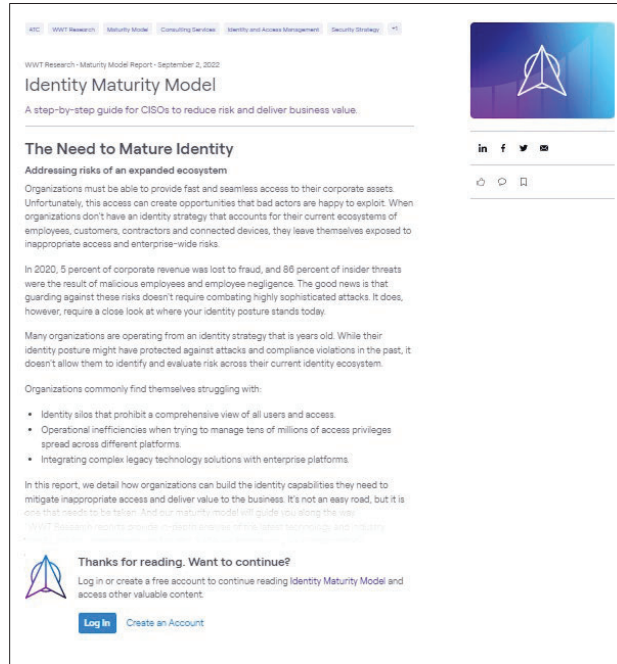 ATC WWT Research Maturity Model Consulting Services Identity and Access Management Security Strategy +1
WWT Research • Maturity Model Report • September 2, 2022
Identity Maturity Model
A step-by-step guide for CISOs to reduce risk and deliver business value.
The Need to Mature Identity
Addressing risks of an expanded ecosystem
Organizations must be able to provide fast and seamless access to their corporate assets.
Unfortunately, this access can create opportunities that bad actors are happy to exploit. When
organizations don't have an identity strategy that accounts for their current ecosystems of
employees, customers, contractors and connected devices, they leave themselves exposed to
inappropriate access and enterprise-wide risks.
In 2020, 5 percent of corporate revenue was lost to fraud, and 86 percent of insider threats
were the result of malicious employees and employee negligence. The good news is that
guarding against these risks doesn't require combating highly sophisticated attacks. It does,
however, require a close look at where your identity posture stands today.
Many organizations are operating from an identity strategy that is years old. While their
identity posture might have protected against attacks and compliance violations in the past, it
doesn't allow them to identify and evaluate risk across their current identity ecosystem.
Organizations commonly find themselves struggling with:
• Identity silos that prohibit a comprehensive view of all users and access.
• Operational inefficiencies when trying to manage tens of millions of access privileges
spread across different platforms.
• Integrating complex legacy technology solutions with enterprise platforms.
In this report, we detail how organizations can build the identity capabilities they need to
mitigate inappropriate access and deliver value to the business. It's not an easy road, but it is
one that needs to be taken. And our maturity model will guide you along the way.
WWT Research reports provide in-depth analysis of the latest technology and industry
Thanks for reading. Want to continue?
Log in or create a free account to continue reading Identity Maturity Model and
access other valuable content.
Log In Create an Account